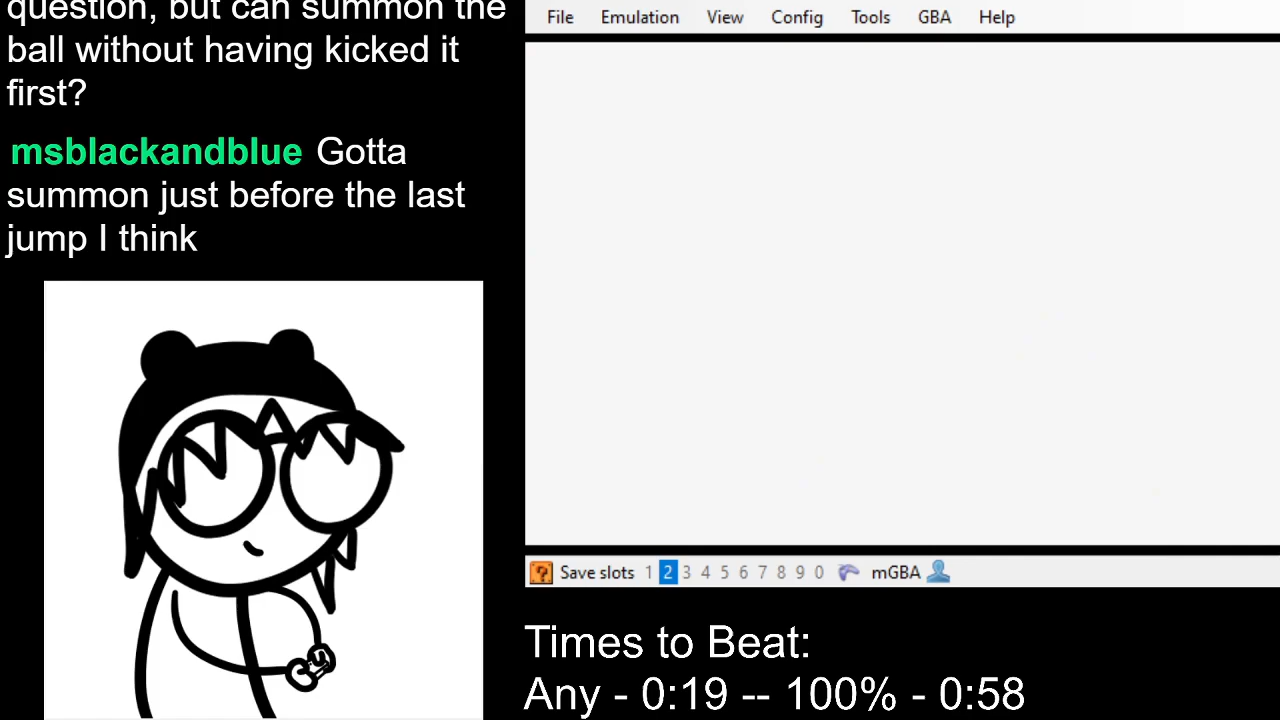 question, but can summon the
ball without having kicked it
first?
msblackandblue Gotta
summon just before the last
jump I think
File Emulation View Config Tools GBA Help
Save slots 1 2 3 4 5 6 7 8 9 0 mGBA
Times to Beat:
Any - 0:19 -- 100% - 0:58